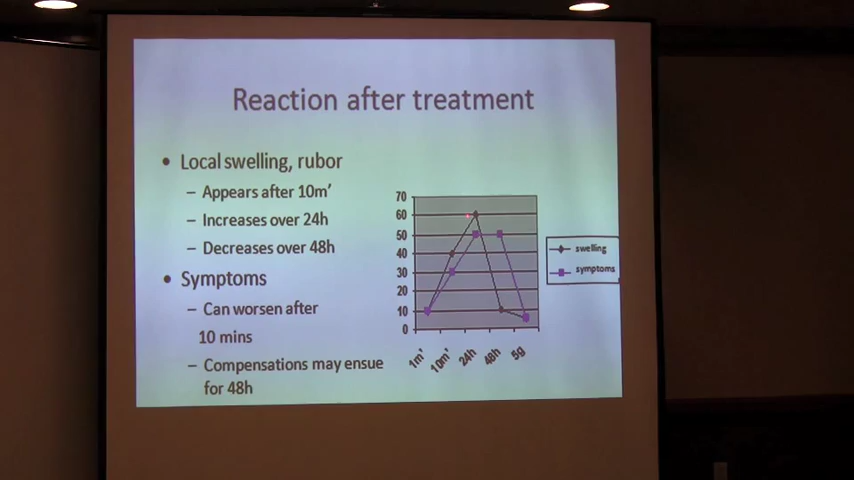 Reaction after treatment
• Local swelling, rubor
– Appears after 10m'
– Increases over 24h
– Decreases over 48h
• Symptoms
– Can worsen after
10 mins
– Compensations may ensue
for 48h
70
60
50
40
30
20
10
0
1m'
10m'
24h
48h
5g
swelling
symptoms